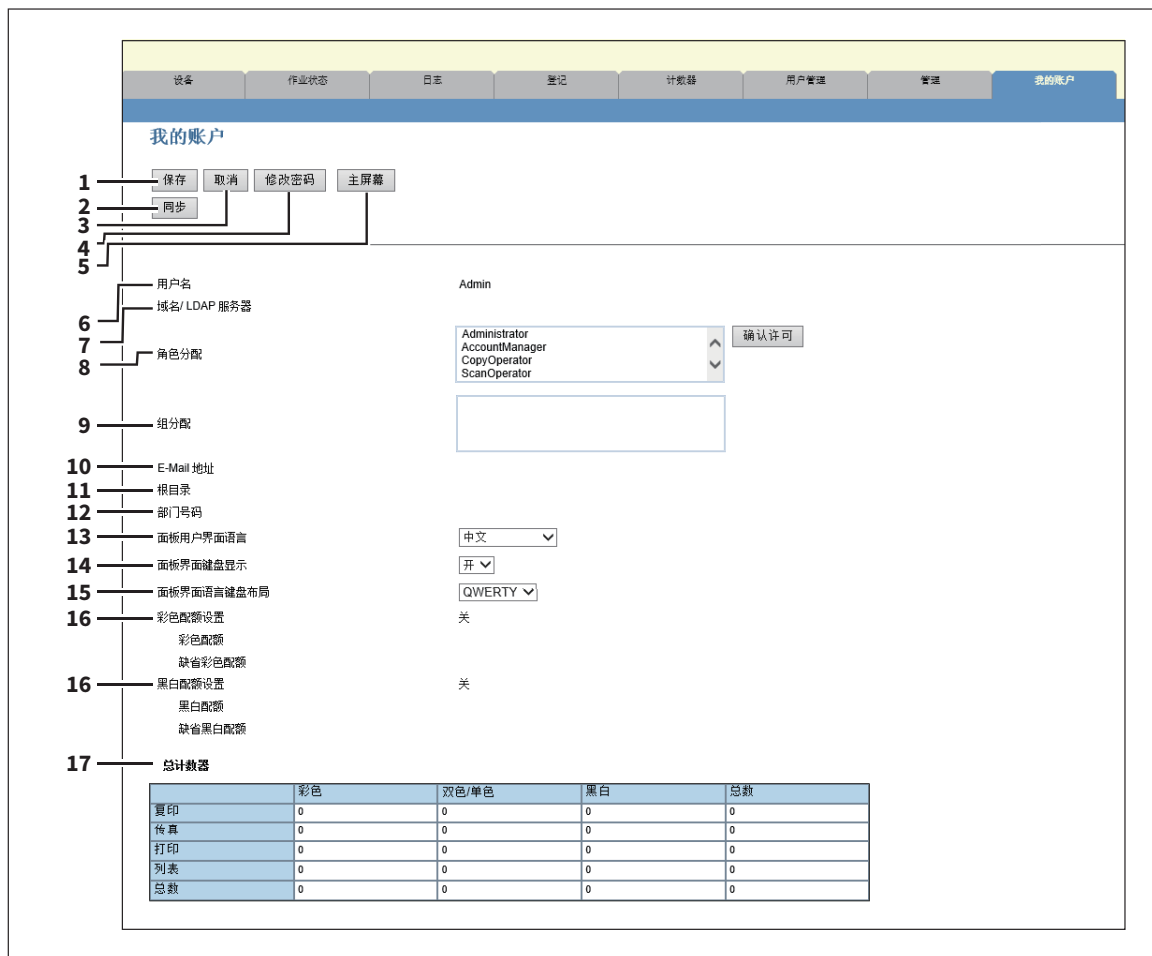 设备 作业状态 日志 登记 计数器 用户管理 管理 我的账户
我的账户
1 保存 取消 修改密码 主屏幕
2 同步
3
4
5
用户名 Admin
域名/ LDAP 服务器
6
7
8 角色分配
Administrator
AccountManager
CopyOperator
ScanOperator
确认许可
9 组分配
10 E-Mail 地址
11 根目录
12 部门号码
13 面板用户界面语言 中文
14 面板界面键盘显示 开
15 面板界面语言键盘布局 QWERTY
16 彩色配额设置 关
彩色配额
缺省彩色配额
16 黑白配额设置 关
黑白配额
缺省黑白配额
17 总计数器
彩色 双色/单色 黑白 总数
复印 0 0 0 0
传真 0 0 0 0
打印 0 0 0 0
列表 0 0 0 0
总数 0 0 0 0